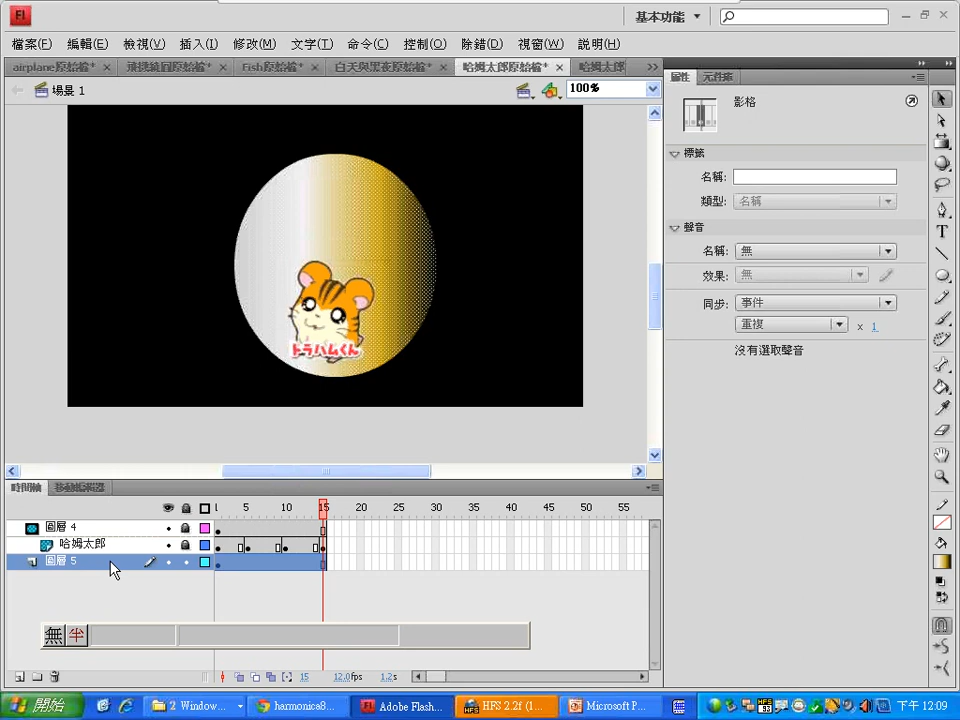 Fl 基本功能
檔案(F) 編輯(E) 檢視(V) 插入(I) 修改(M) 文字(T) 命令(C) 控制(O) 除錯(D) 視窗(W) 說明(H)
airplane原始檔* × 飛機繞圓原始檔* × Fish原始檔* × 白天與黑夜原始檔* × 哈姆太郎原始檔* × 哈姆太郎 >>
場景 1 100%
トラハムくん
屬性 元件庫
影格
標籤
名稱:
類型: 名稱
聲音
名稱: 無
效果: 無
同步: 事件
重複 x 1
沒有選取聲音
時間軸 移動編輯器
1 5 10 15 20 25 30 35 40 45 50 55
圖層 4
哈姆太郎
圖層 5
無 半
15 12.0fps 1.2s
開始 2 Window... harmonica8... Adobe Flash... HFS 2.2f (1... Microsoft P... 下午 12:09